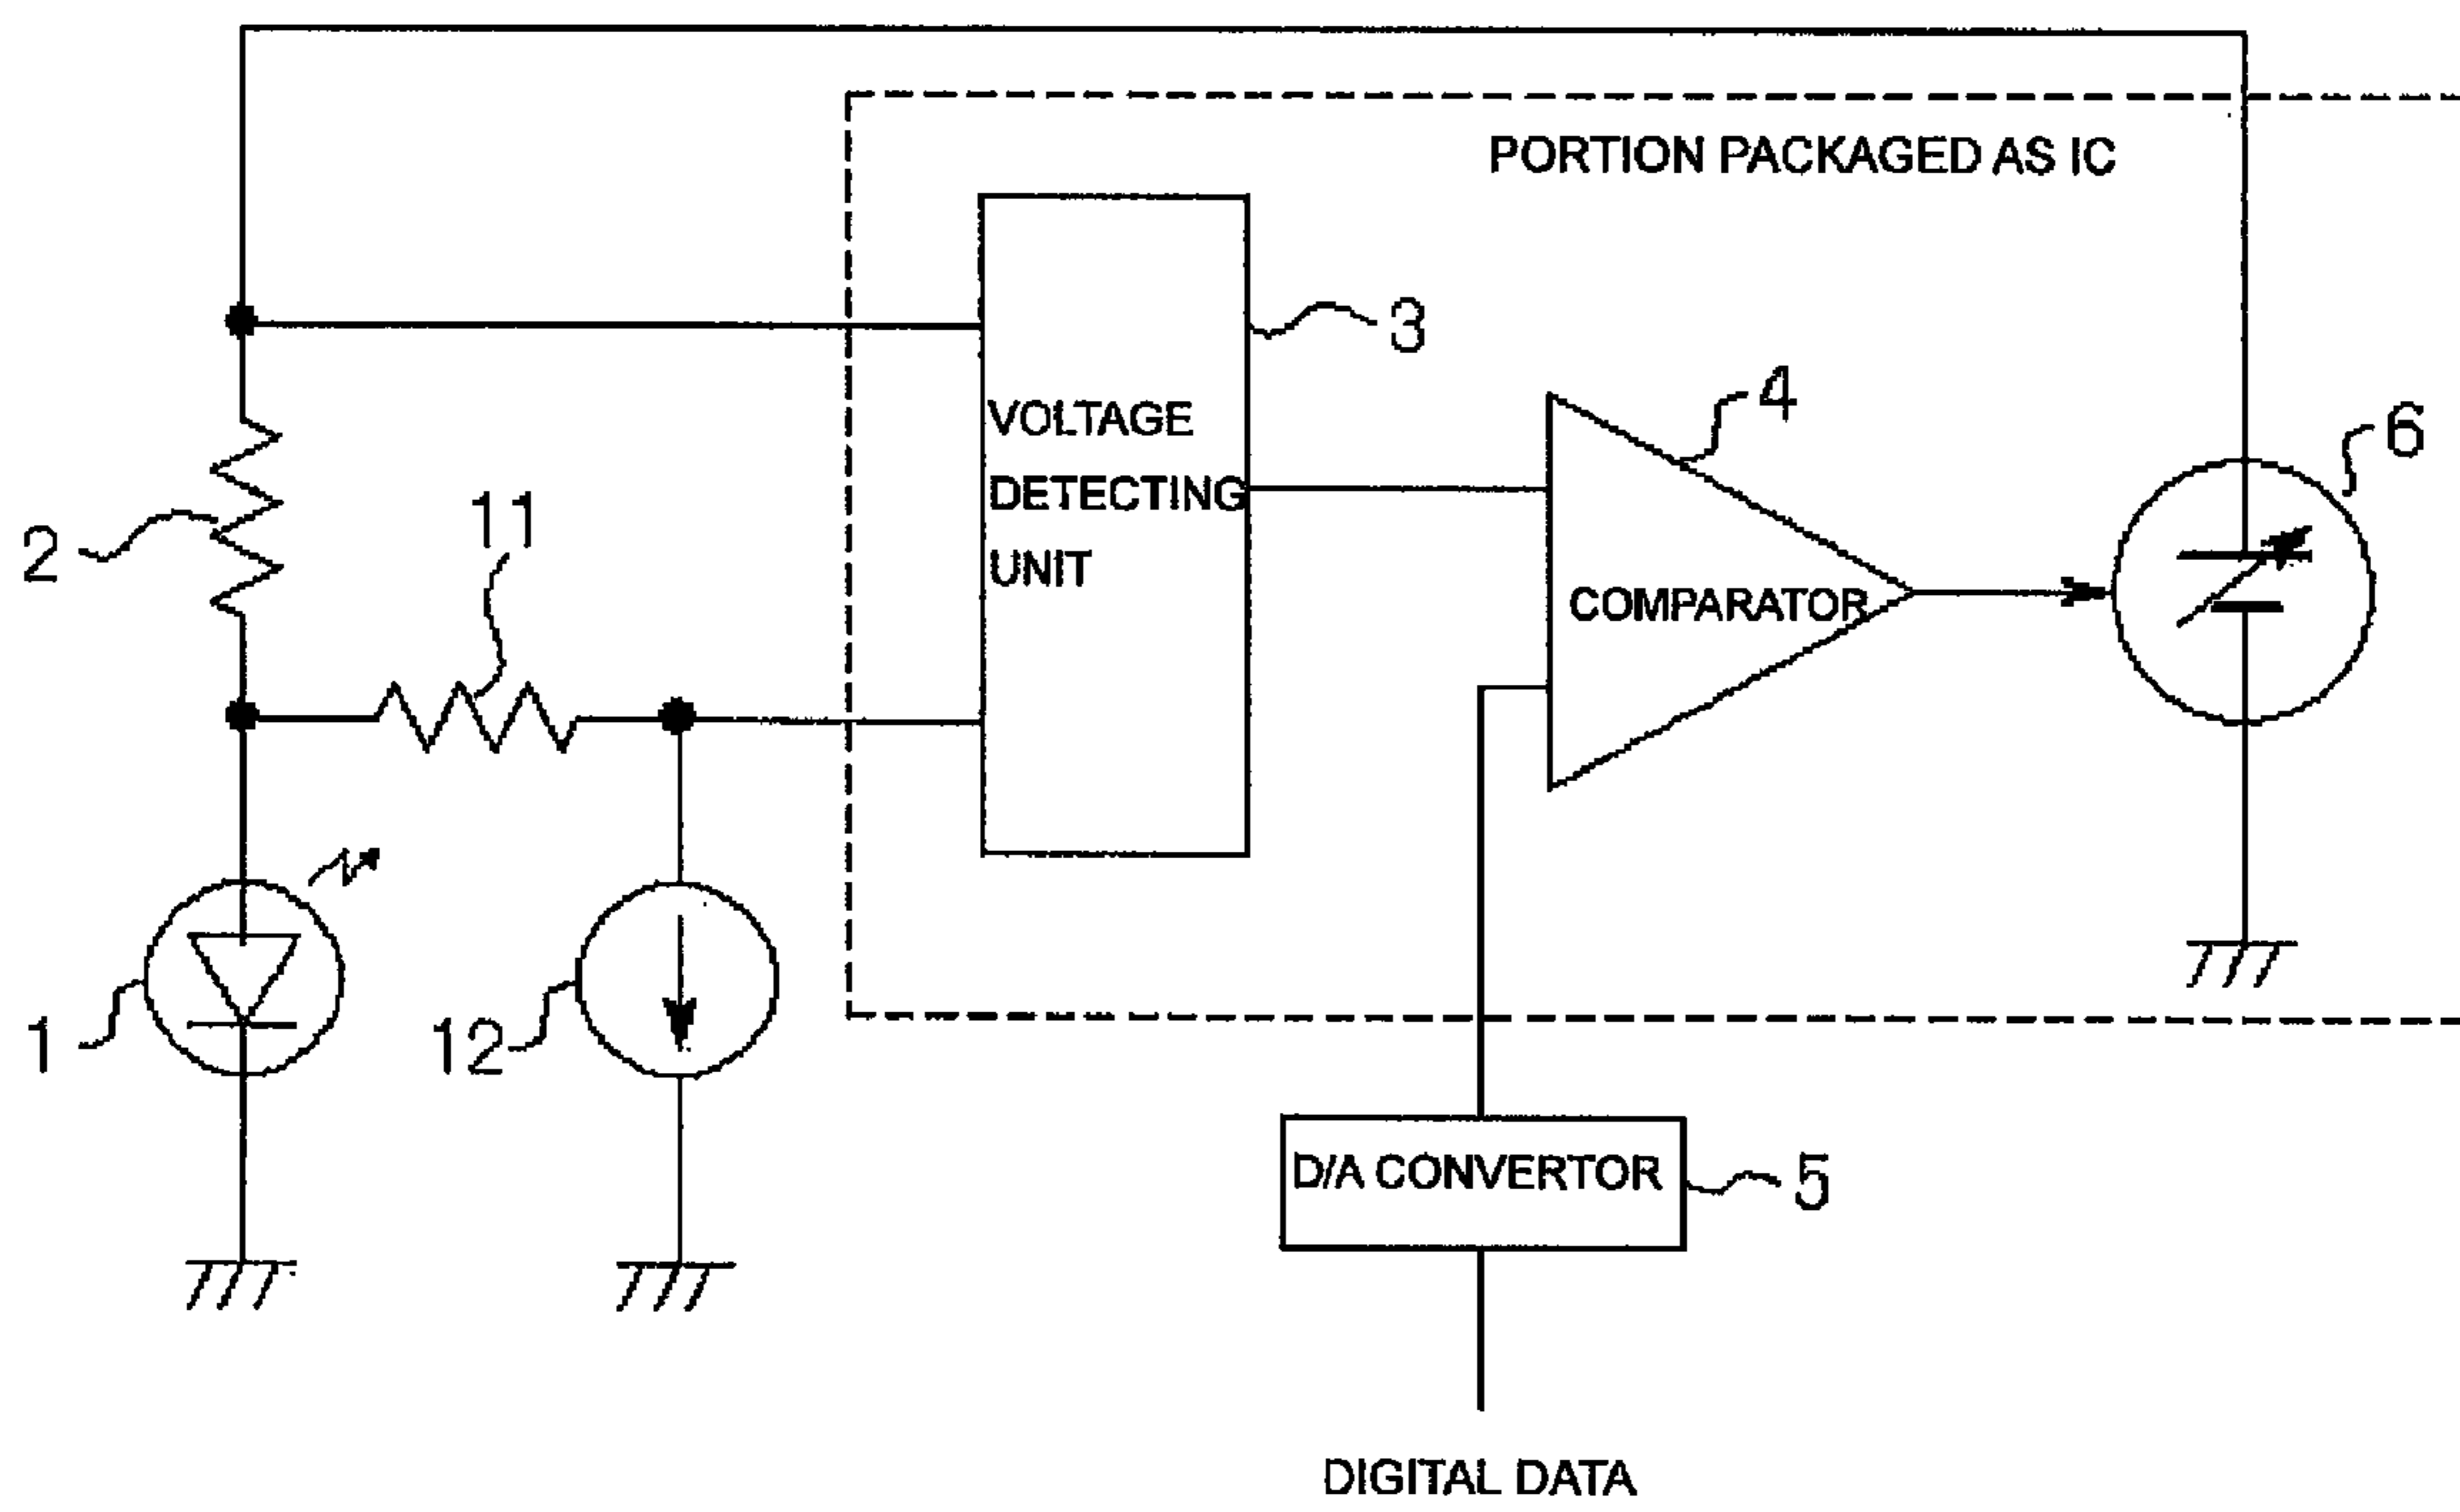 PORTION PACKAGED AS IC
3
4
6
VOLTAGE
DETECTING
UNIT
11
2
COMPARATOR
1
12
D/A CONVERTOR
5
DIGITAL DATA